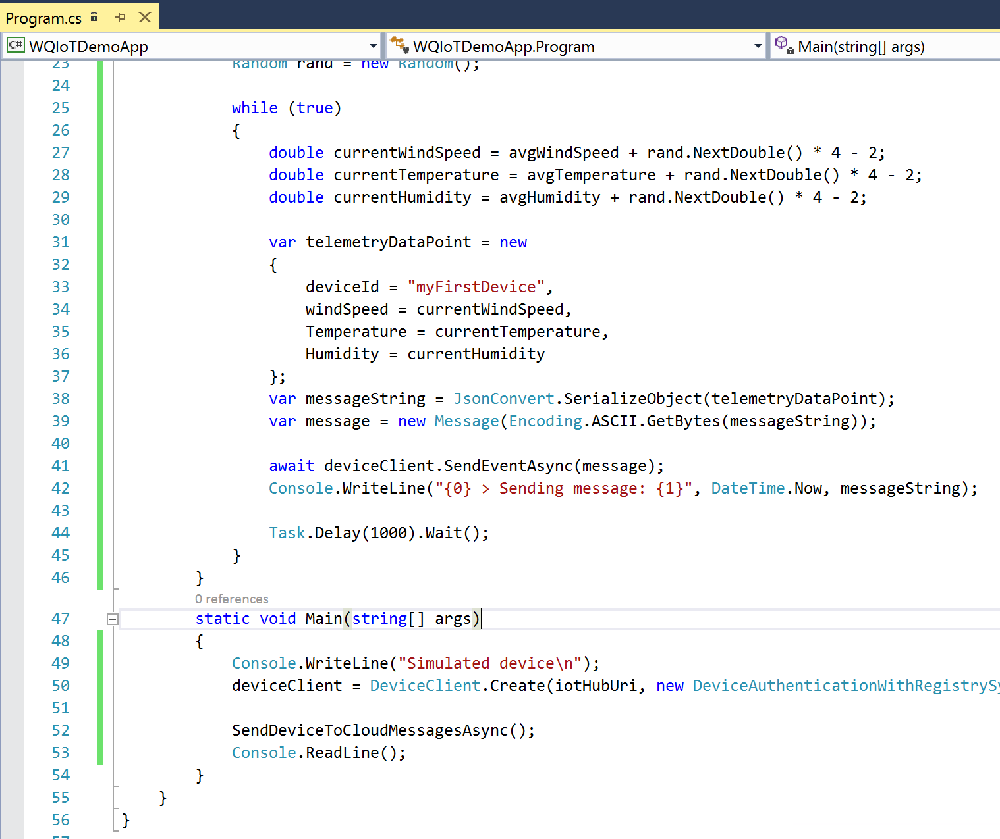 Program.cs
C# WQIoTDemoApp WQIoTDemoApp.Program Main(string[] args)
23 Random rand = new Random();
24
25 while (true)
26 {
27 double currentWindSpeed = avgWindSpeed + rand.NextDouble() * 4 - 2;
28 double currentTemperature = avgTemperature + rand.NextDouble() * 4 - 2;
29 double currentHumidity = avgHumidity + rand.NextDouble() * 4 - 2;
30
31 var telemetryDataPoint = new
32 {
33 deviceId = "myFirstDevice",
34 windSpeed = currentWindSpeed,
35 Temperature = currentTemperature,
36 Humidity = currentHumidity
37 };
38 var messageString = JsonConvert.SerializeObject(telemetryDataPoint);
39 var message = new Message(Encoding.ASCII.GetBytes(messageString));
40
41 await deviceClient.SendEventAsync(message);
42 Console.WriteLine("{0} > Sending message: {1}", DateTime.Now, messageString);
43
44 Task.Delay(1000).Wait();
45 }
46 }
0 references
47 static void Main(string[] args)
48 {
49 Console.WriteLine("Simulated device\n");
50 deviceClient = DeviceClient.Create(iotHubUri, new DeviceAuthenticationWithRegistrySy
51
52 SendDeviceToCloudMessagesAsync();
53 Console.ReadLine();
54 }
55 }
56 }
57